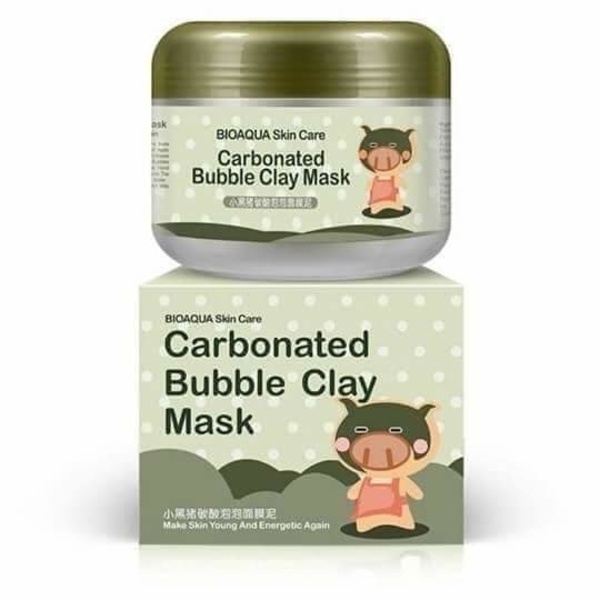 BIOAQUA Skin Care
Carbonated
Bubble Clay Mask
小黑猪碳酸泡泡面膜泥
BIOAQUA Skin Care
Carbonated
Bubble Clay
Mask
小黑猪碳酸泡泡面膜泥
Make Skin Young And Energetic Again